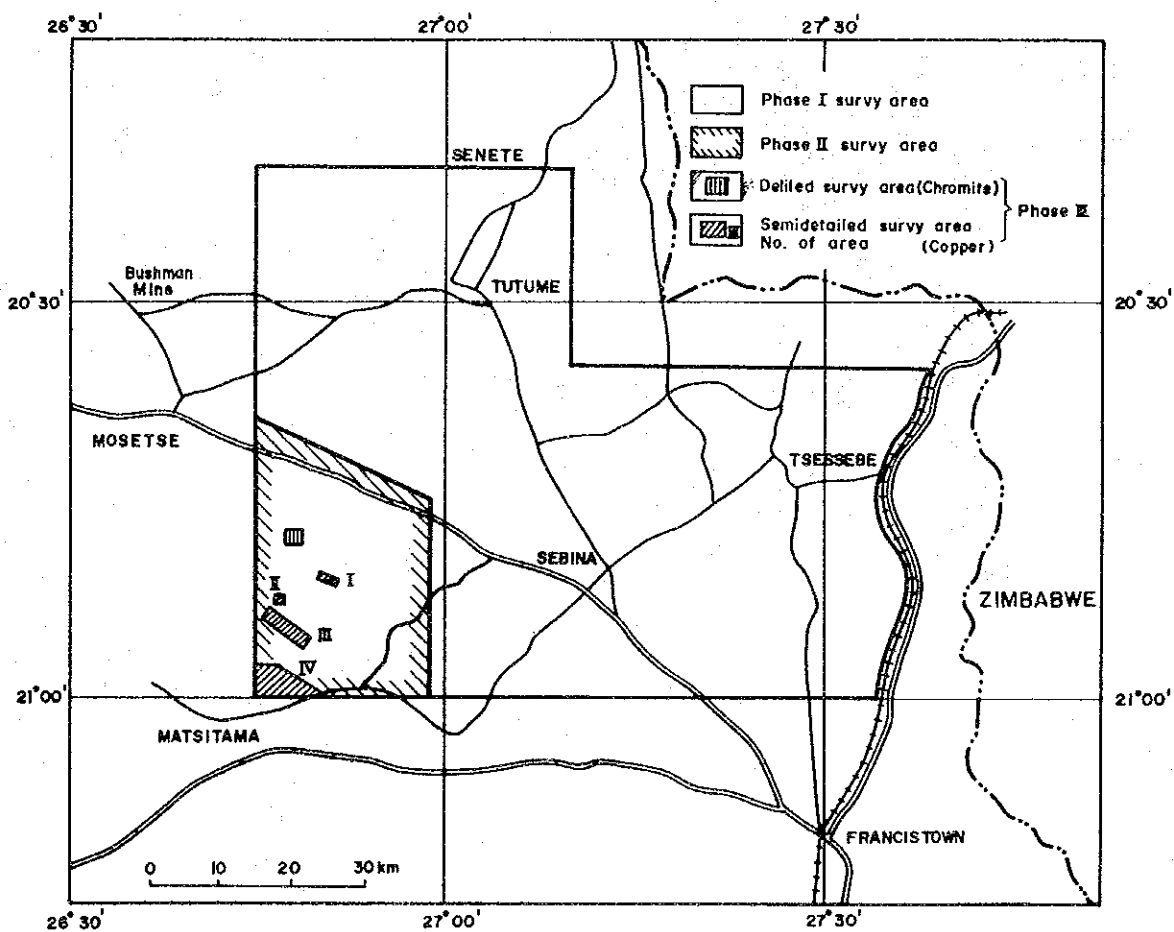 26°30' 27°00' 27°30'
Phase I survy area
Phase II survy area
SENETE
Deliled survy area (Chromite)
Phase III
Semidetailed survy area
No. of area (Copper)
III
Bushman
Mine
TUTUME
20°30' 20°30'
MOSETSE
TSESSEBE
SEBINA
I
II
ZIMBABWE
III
IV
21°00' 21°00'
MATSITAMA
FRANCISTOWN
0 10 20 30 km
26°30' 27°00' 27°30'